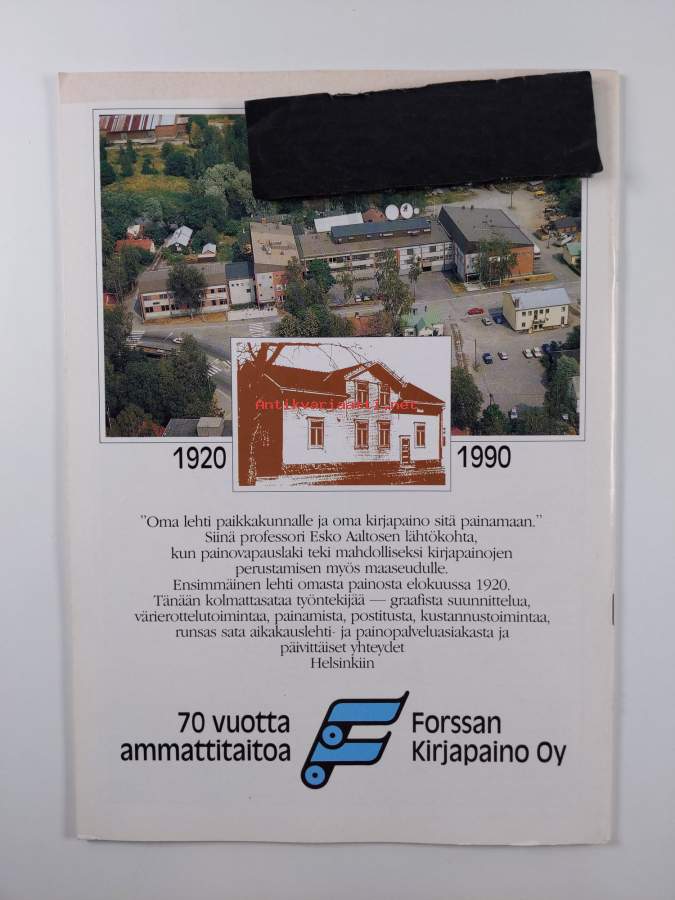 Antikvariaatti.net
1920
1990
”Oma lehti paikkakunnalle ja oma kirjapaino sitä painamaan.”
Siinä professori Esko Aaltosen lähtökohta,
kun painovapauslaki teki mahdolliseksi kirjapainojen
perustamisen myös maaseudulle.
Ensimmäinen lehti omasta painosta elokuussa 1920.
Tänään kolmattasataa työntekijää — graafista suunnittelua,
värierottelutoimintaa, painamista, postitusta, kustannustoimintaa,
runsas sata aikakauslehti- ja painopalveluasiakasta ja
päivittäiset yhteydet
Helsinkiin
70 vuotta
ammattitaitoa
Forssan
Kirjapaino Oy